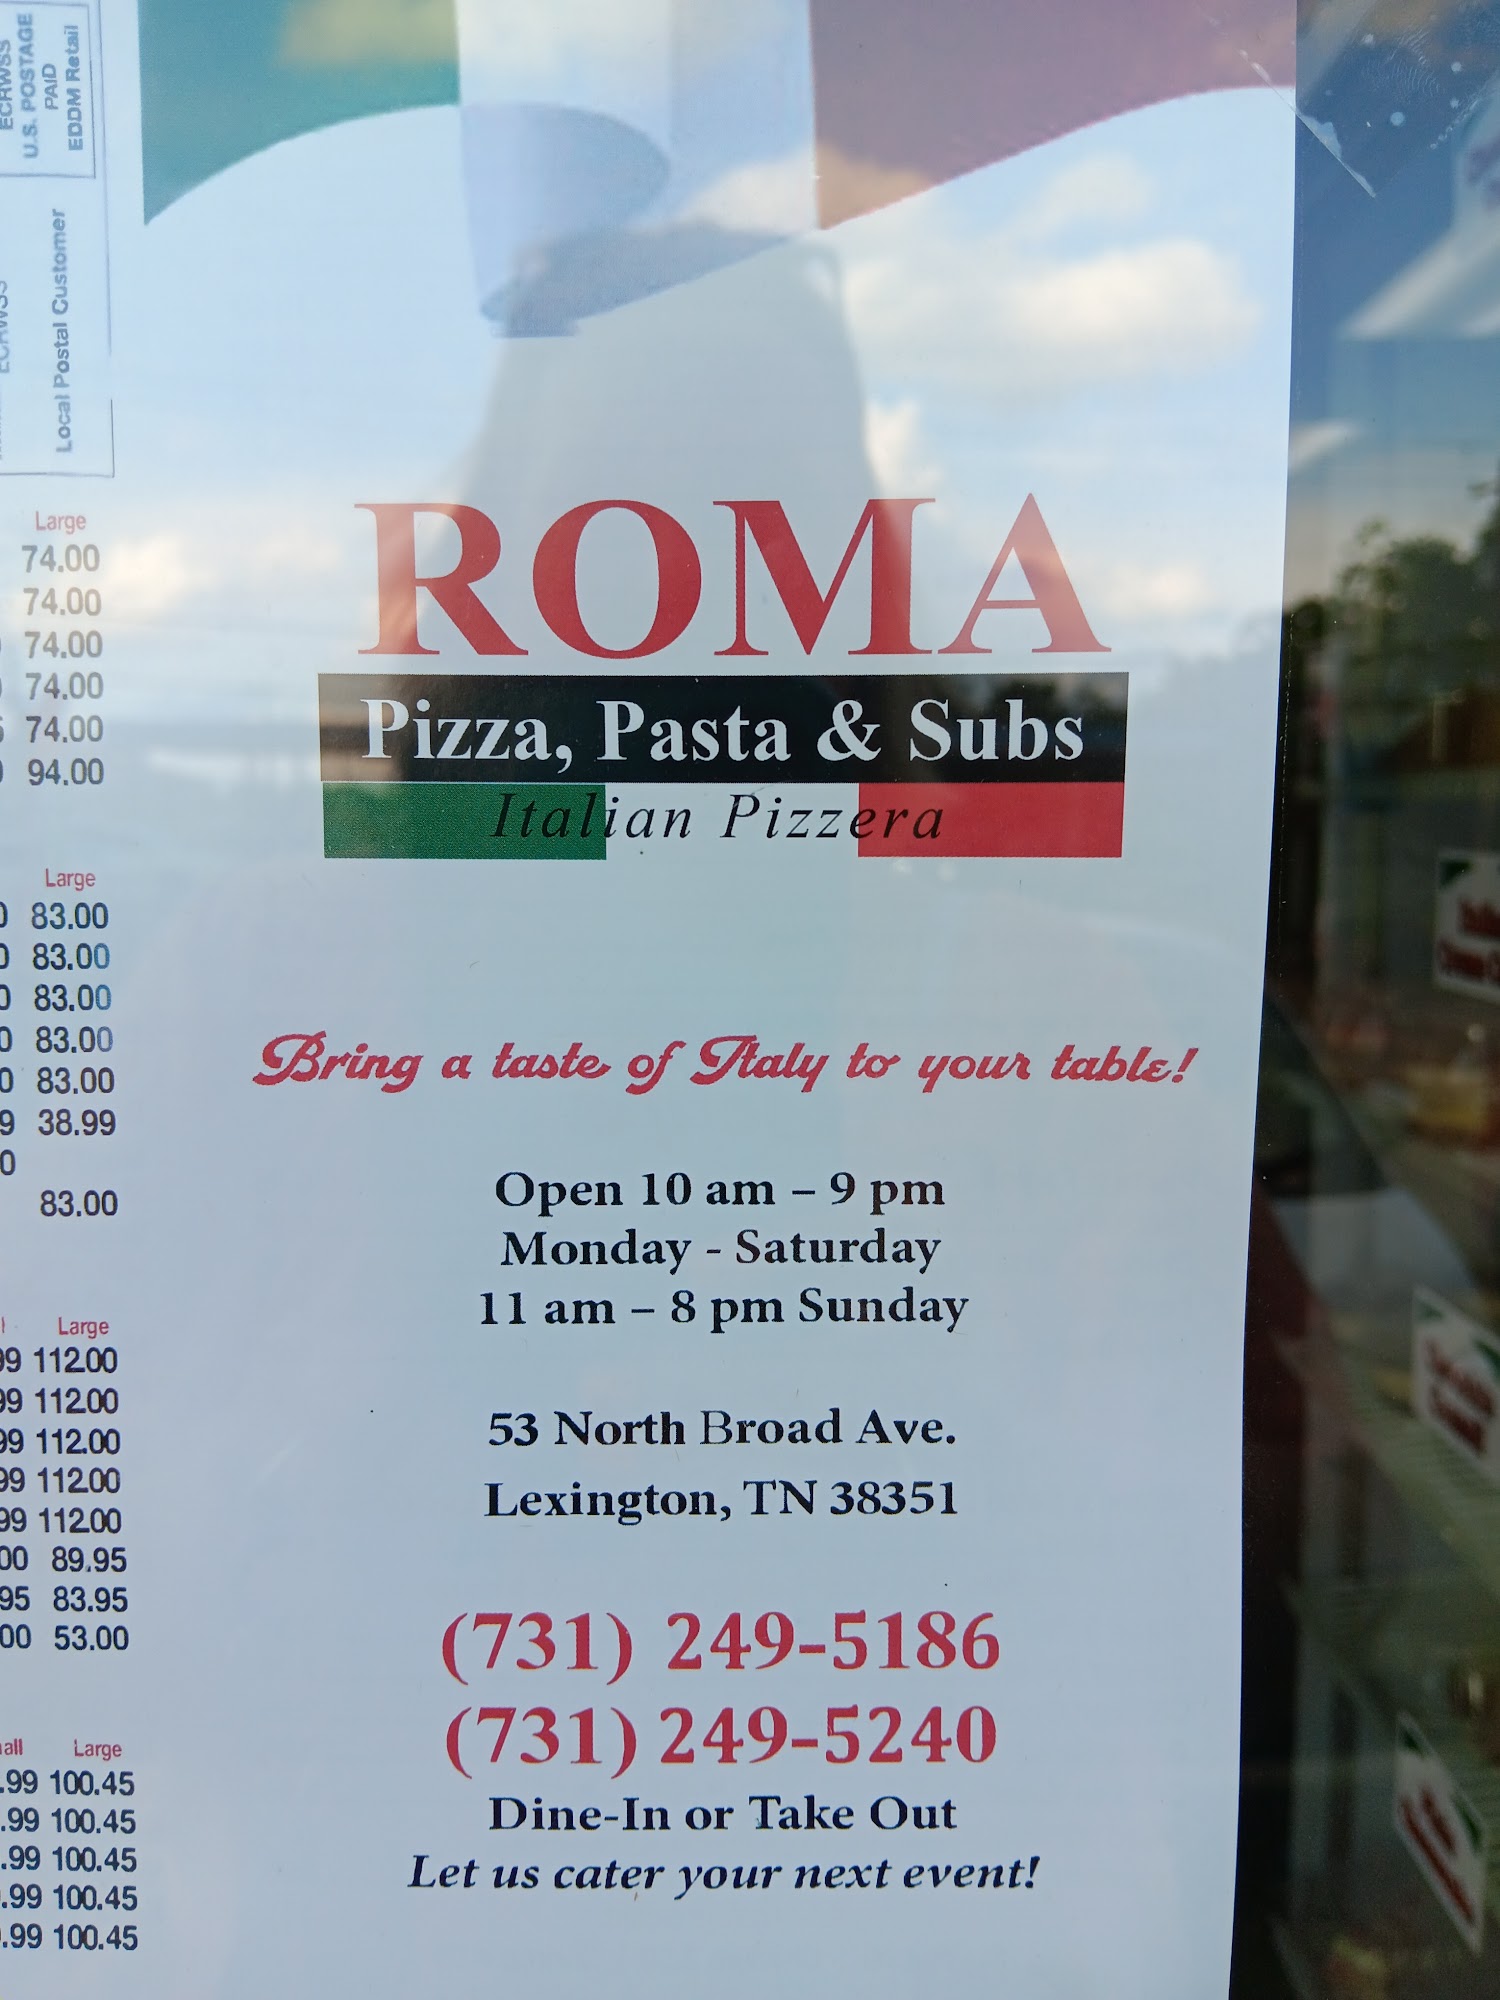 ECRWSS
U.S. POSTAGE
PAID
EDDM Retail
Local Postal Customer
Large
74.00
74.00
74.00
74.00
74.00
94.00
Large
83.00
83.00
83.00
83.00
83.00
38.99
83.00
Large
112.00
112.00
112.00
112.00
112.00
89.95
83.95
53.00
Large
100.45
100.45
100.45
100.45
100.45
ROMA
Pizza, Pasta & Subs
Italian Pizzera
Bring a taste of Italy to your table!
Open 10 am – 9 pm
Monday - Saturday
11 am – 8 pm Sunday
53 North Broad Ave.
Lexington, TN 38351
(731) 249-5186
(731) 249-5240
Dine-In or Take Out
Let us cater your next event!